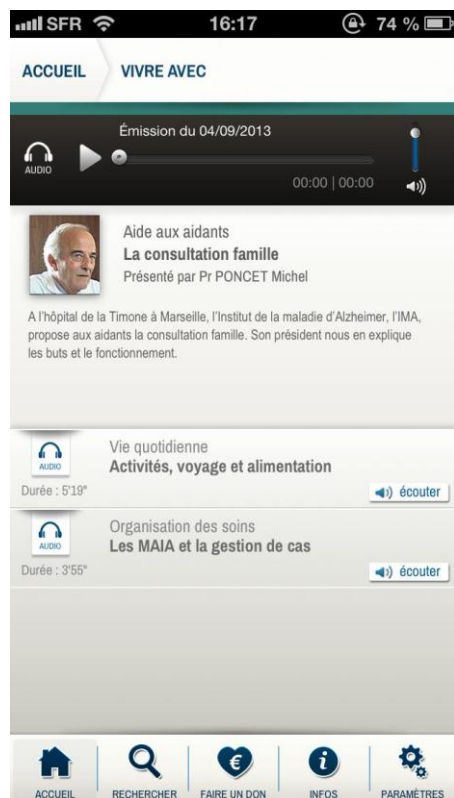 SFR 16:17 74 %
ACCUEIL VIVRE AVEC
Émission du 04/09/2013
AUDIO
00:00 | 00:00
Aide aux aidants
La consultation famille
Présenté par Pr PONCET Michel
A l'hôpital de la Timone à Marseille, l'Institut de la maladie d'Alzheimer, l'IMA,
propose aux aidants la consultation famille. Son président nous en explique
les buts et le fonctionnement.
Vie quotidienne
AUDIO
Activités, voyage et alimentation
Durée : 5'19"
écouter
Organisation des soins
AUDIO
Les MAIA et la gestion de cas
Durée : 3'55"
écouter
ACCUEIL RECHERCHER FAIRE UN DON INFOS PARAMÈTRES